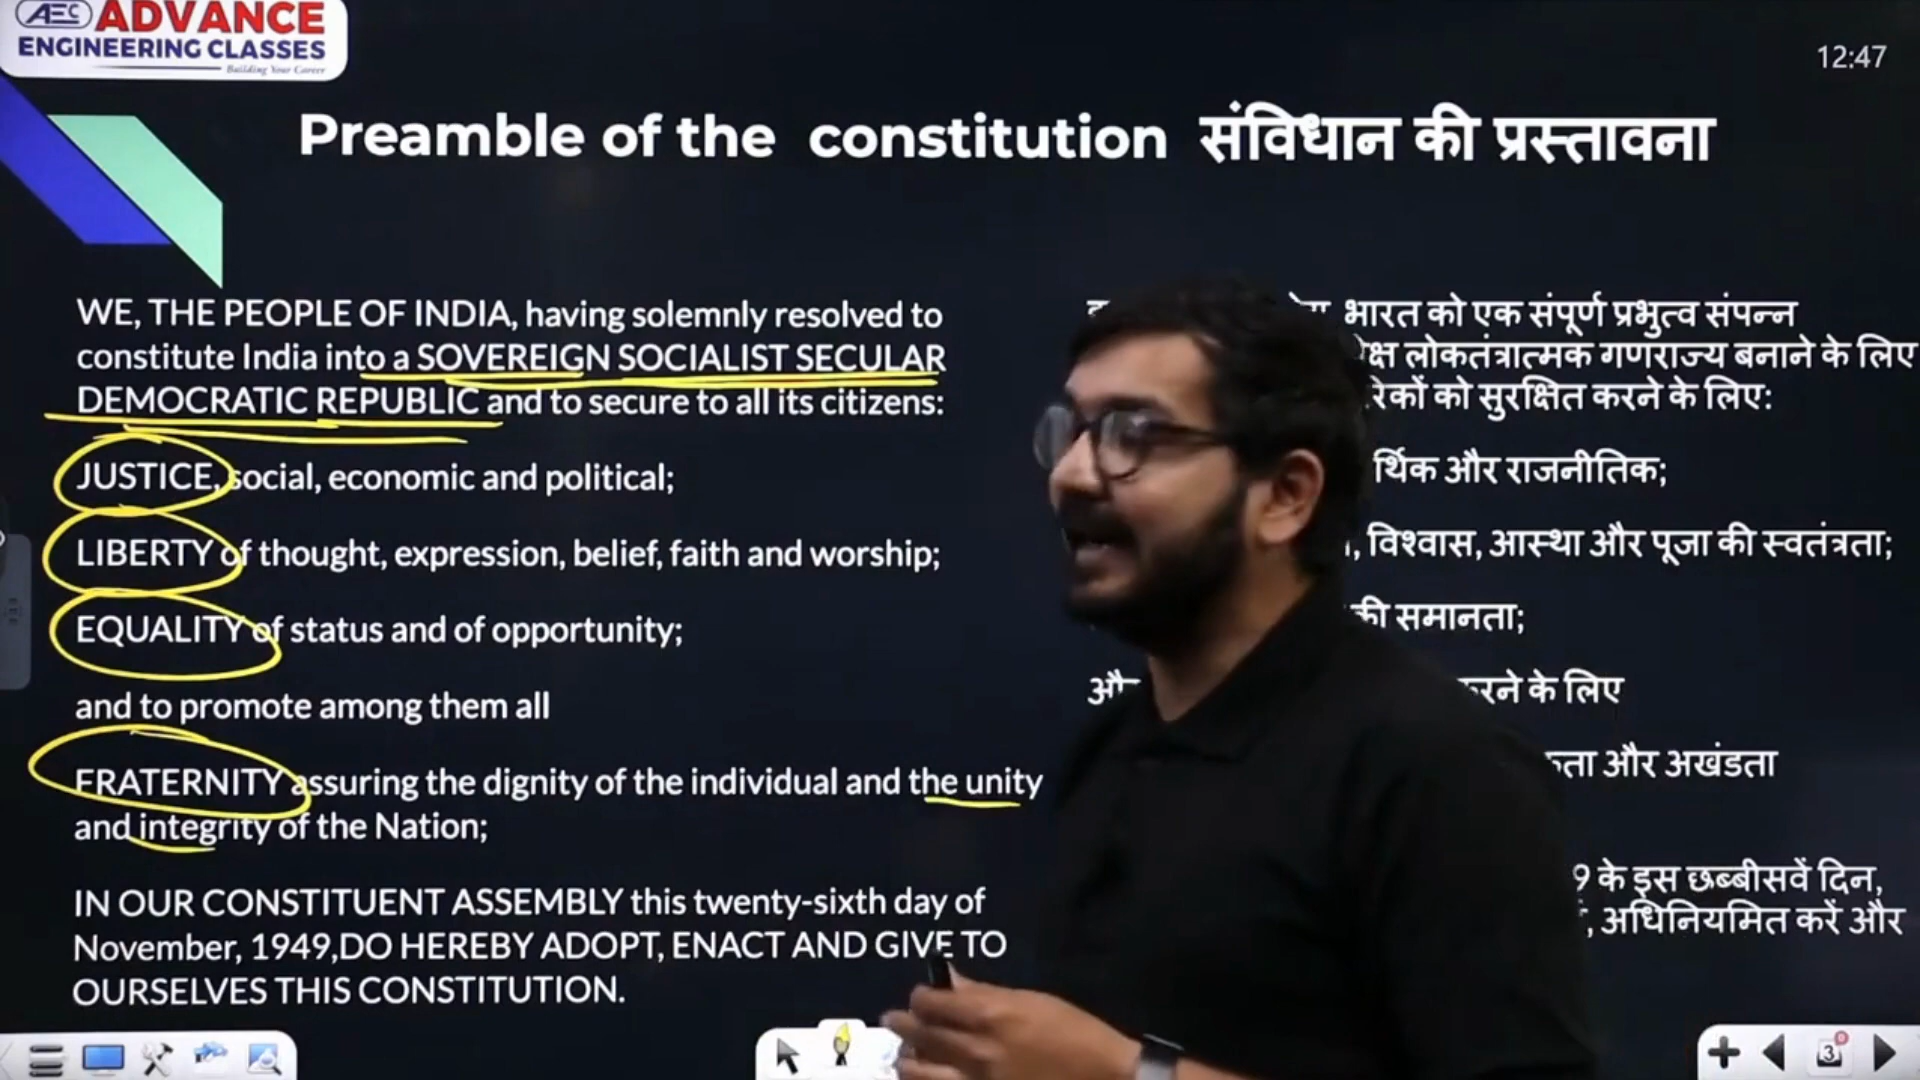 AEC ADVANCE
ENGINEERING CLASSES
Building Your Career
12:47
Preamble of the constitution संविधान की प्रस्तावना
WE, THE PEOPLE OF INDIA, having solemnly resolved to
constitute India into a SOVEREIGN SOCIALIST SECULAR
DEMOCRATIC REPUBLIC and to secure to all its citizens:
JUSTICE, social, economic and political;
LIBERTY of thought, expression, belief, faith and worship;
EQUALITY of status and of opportunity;
and to promote among them all
FRATERNITY assuring the dignity of the individual and the unity
and integrity of the Nation;
IN OUR CONSTITUENT ASSEMBLY this twenty-sixth day of
November, 1949,DO HEREBY ADOPT, ENACT AND GIVE TO
OURSELVES THIS CONSTITUTION.
भारत को एक संपूर्ण प्रभुत्व संपन्न
लोकतंत्रात्मक गणराज्य बनाने के लिए
को सुरक्षित करने के लिए:
और राजनीतिक;
विश्वास, आस्था और पूजा की स्वतंत्रता;
की समानता;
के लिए
और अखंडता
9 के इस छब्बीसवें दिन,
, अधिनियमित करें और
3